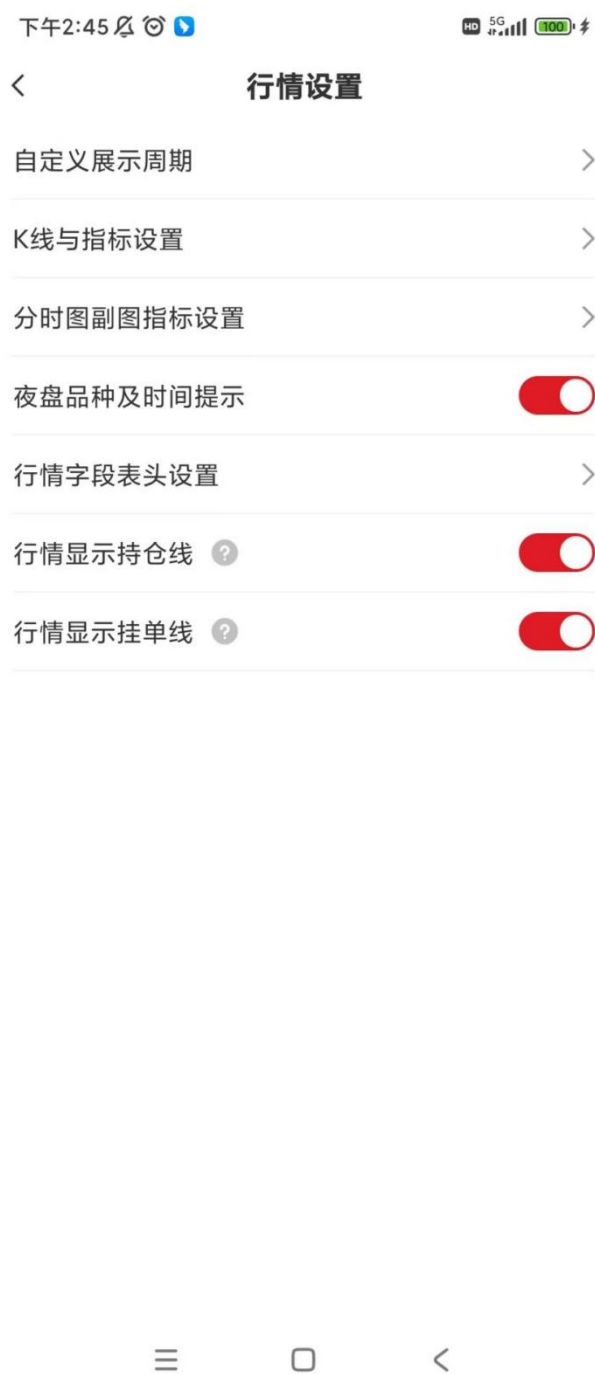 下午2:45
HD 5G 100
行情设置
自定义展示周期
K线与指标设置
分时图副图指标设置
夜盘品种及时间提示
行情字段表头设置
行情显示持仓线 ?
行情显示挂单线 ?